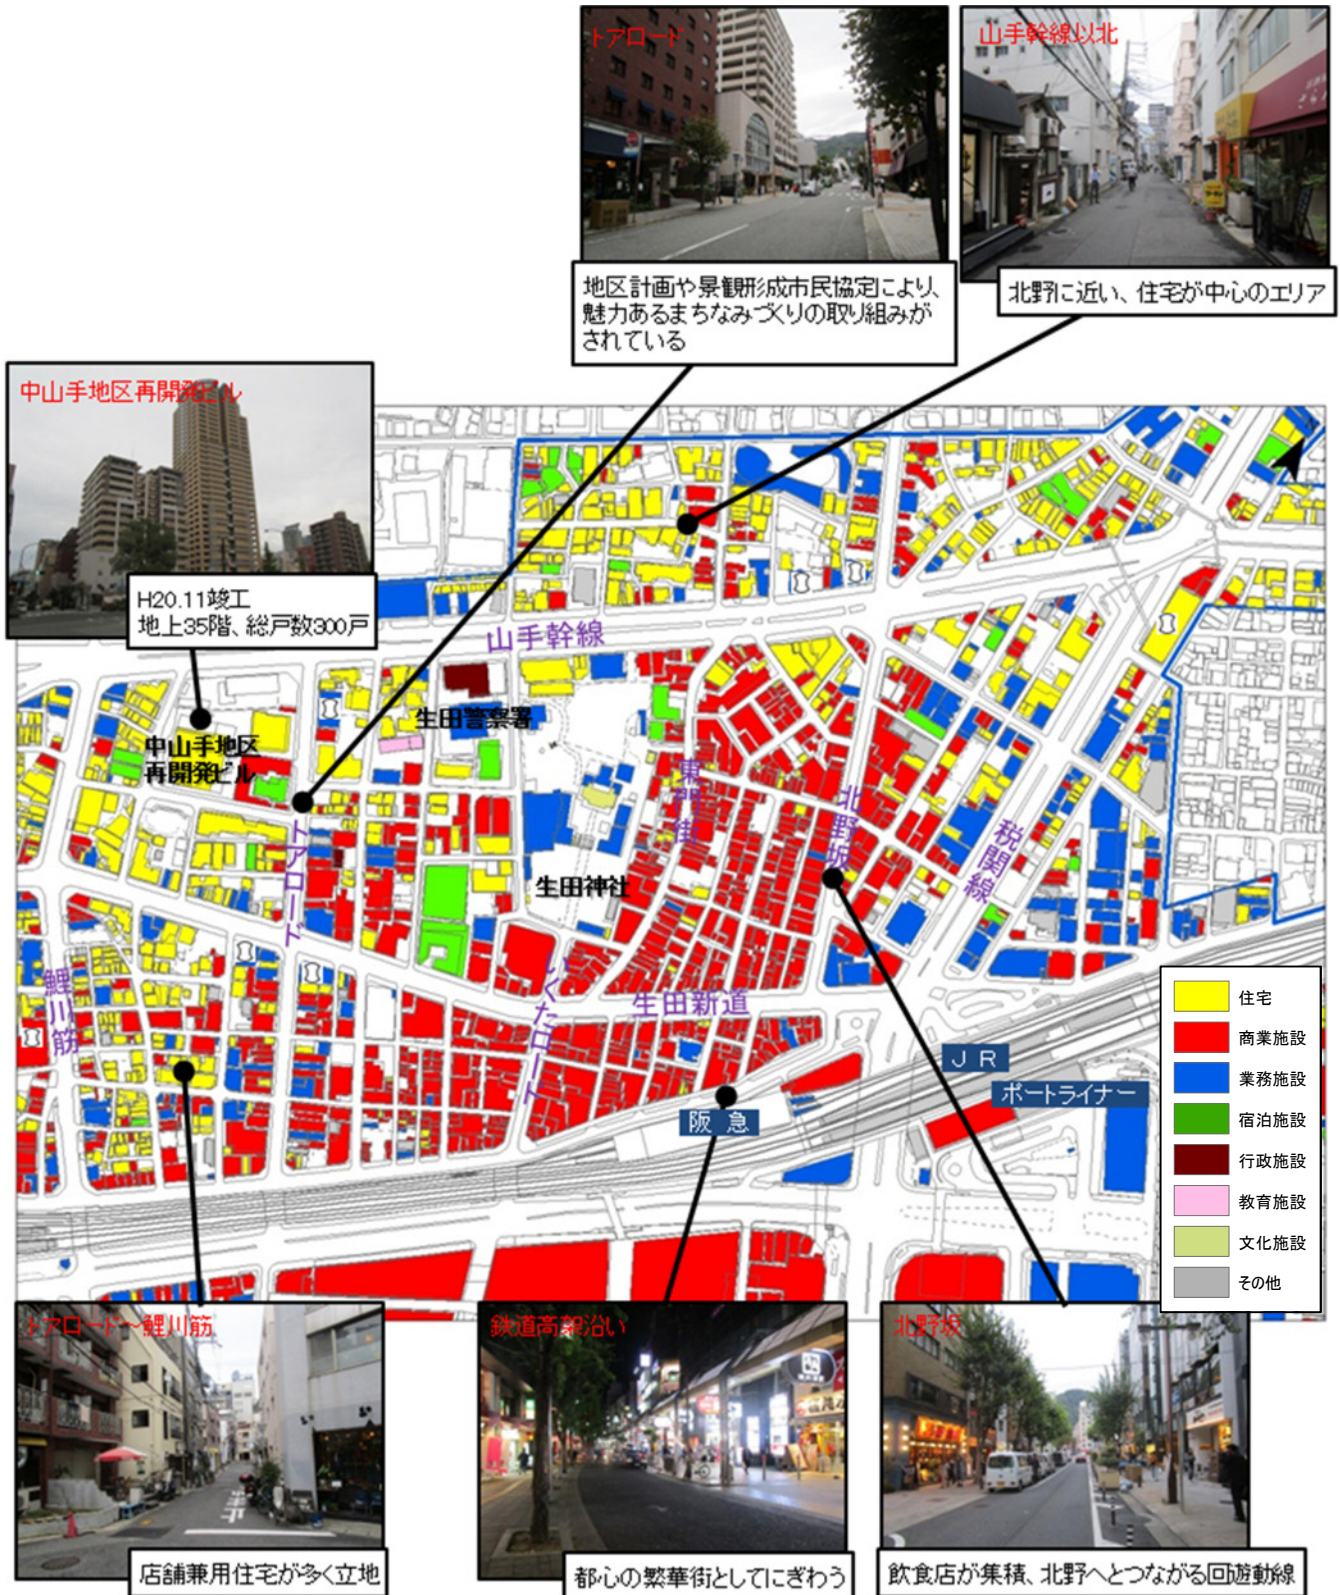 トアロード
山手幹線以北
地区計画や景観形成市民協定により、
魅力あるまちなみづくりの取り組みが
されている
北野に近い、住宅が中心のエリア
中山手地区再開発ビル
H20.11竣工
地上35階、総戸数300戸
山手幹線
生田警察署
中山手地区
再開発ビル
東門街
北野坂
税関線
トアロード
生田神社
鯉川筋
いくたロード
生田新道
JR
ポートライナー
阪急
住宅
商業施設
業務施設
宿泊施設
行政施設
教育施設
文化施設
その他
トアロード～鯉川筋
店舗兼用住宅が多く立地
鉄道高架沿い
都心の繁華街としてにぎわう
北野坂
飲食店が集積、北野へとつながる回遊動線